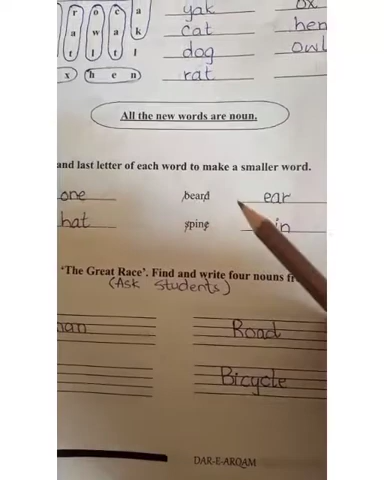 r o c a
a w a k
t l t
x h e n
yak ox
cat hen
dog owl
rat
All the new words are noun.
and last letter of each word to make a smaller word.
one beard ear
hat spine in
'The Great Race'. Find and write four nouns
(Ask students)
Road
Bicycle
DAR-E-ARQAM